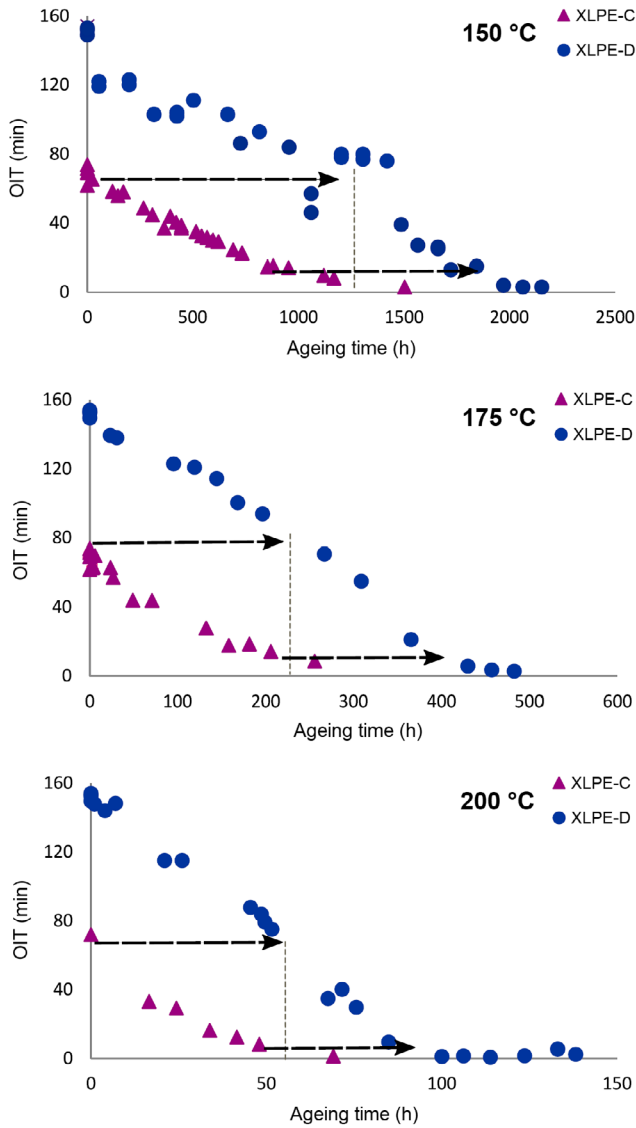 160
120
80
40
0
OIT (min)
150 °C
XLPE-C
XLPE-D
0 500 1000 1500 2000 2500
Ageing time (h)
160
120
80
40
0
OIT (min)
175 °C
XLPE-C
XLPE-D
0 100 200 300 400 500 600
Ageing time (h)
160
120
80
40
0
OIT (min)
200 °C
XLPE-C
XLPE-D
0 50 100 150
Ageing time (h)